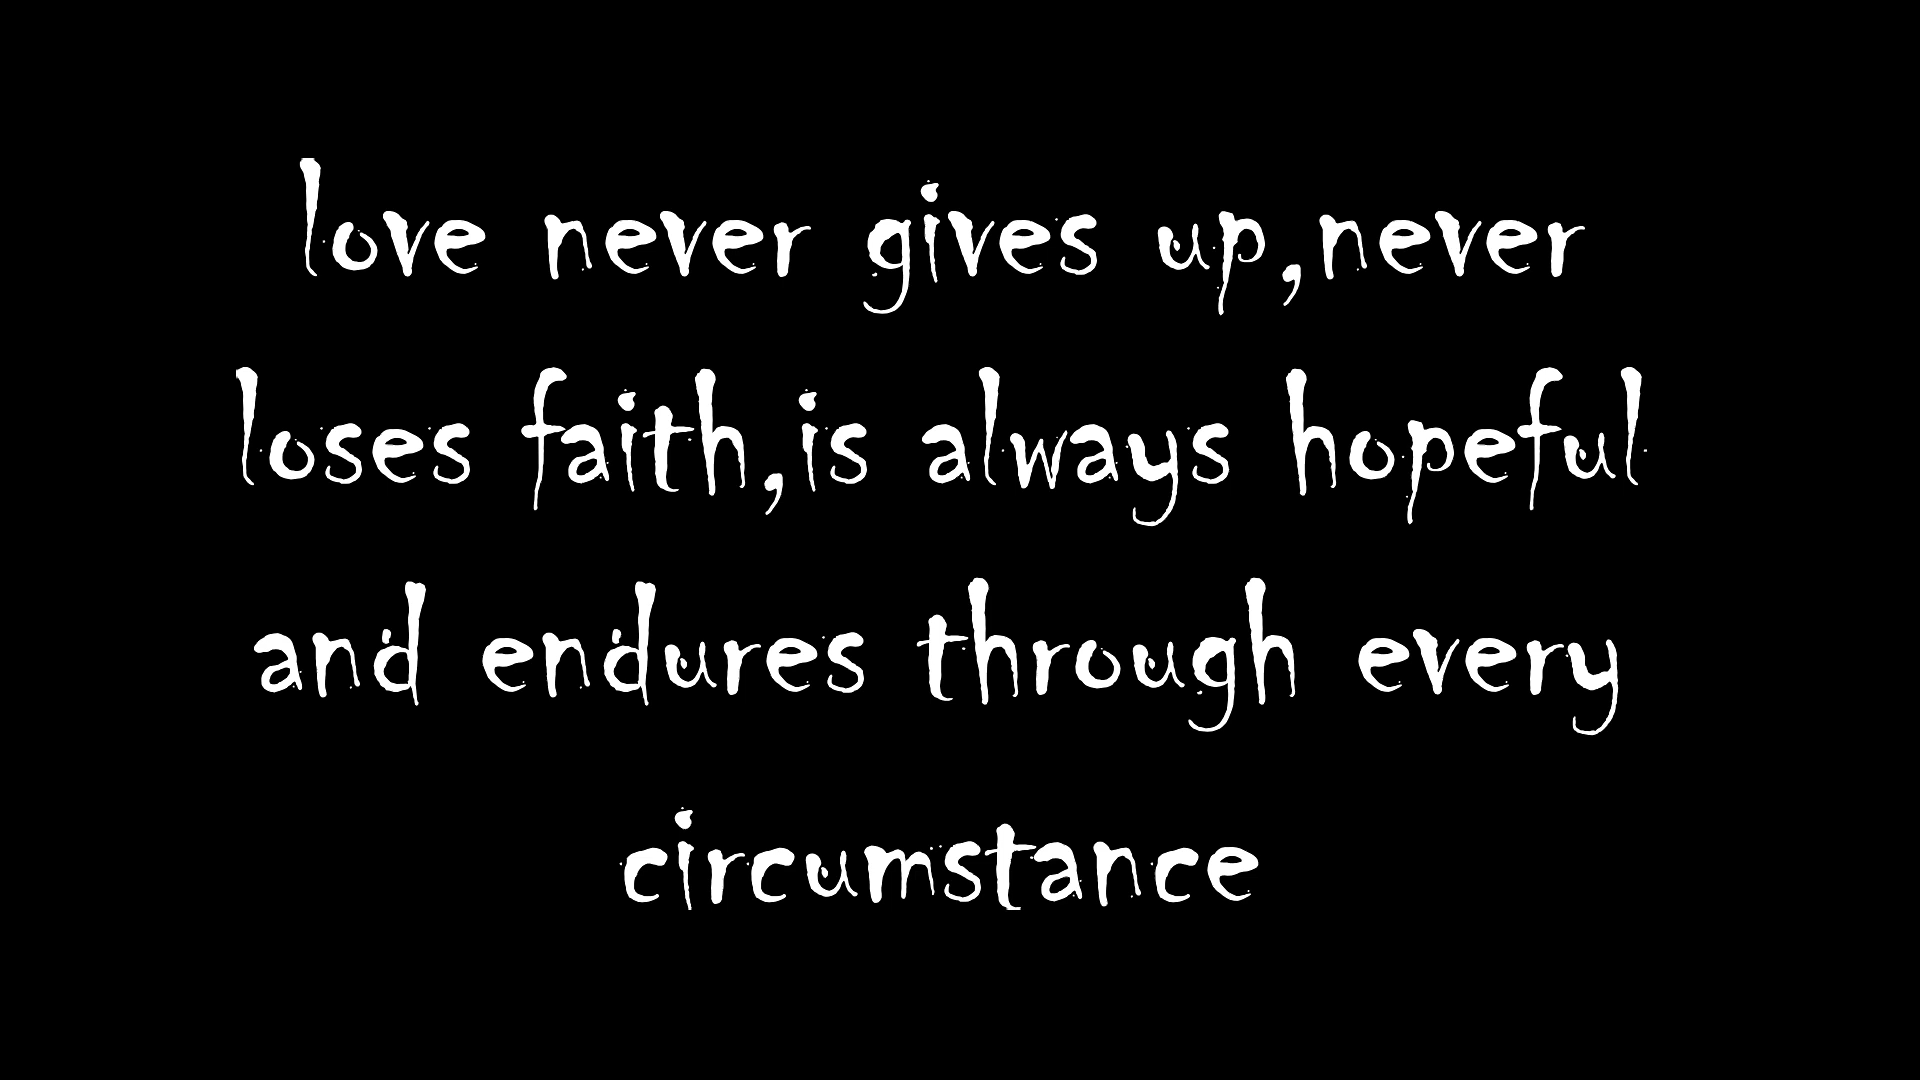 love never gives up,never
loses faith,is always hopeful
and endures through every
circumstance